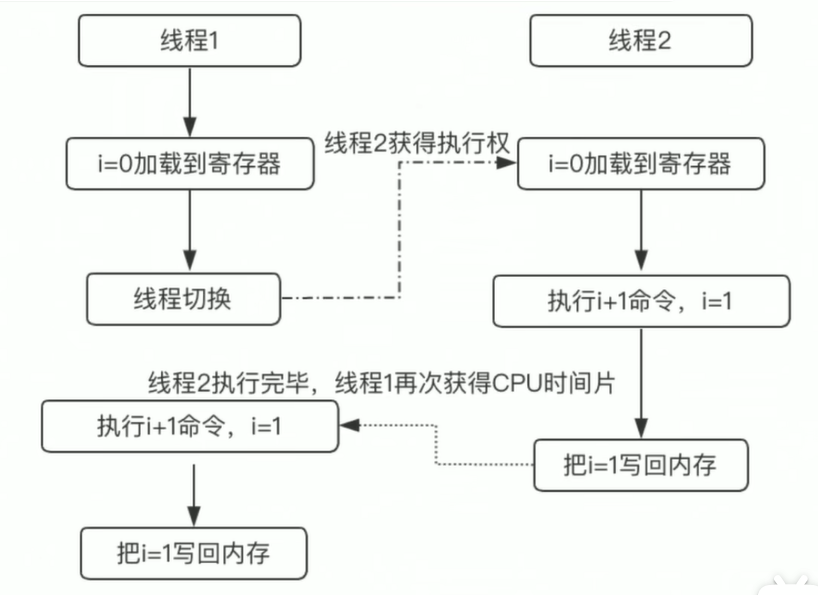 线程1
线程2
线程2获得执行权
i=0加载到寄存器
i=0加载到寄存器
线程切换
执行i+1命令，i=1
线程2执行完毕，线程1再次获得CPU时间片
执行i+1命令，i=1
把i=1写回内存
把i=1写回内存